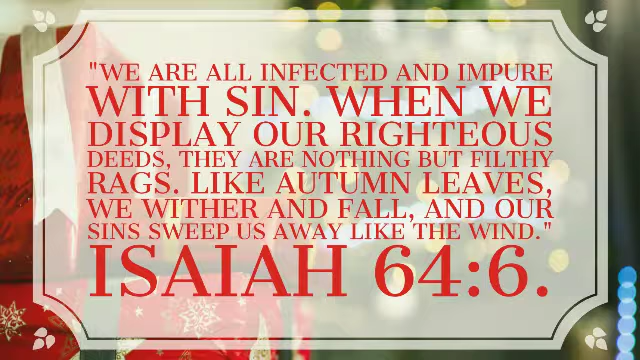 "WE ARE ALL INFECTED AND IMPURE
WITH SIN. WHEN WE
DISPLAY OUR RIGHTEOUS
DEEDS, THEY ARE NOTHING BUT FILTHY
RAGS. LIKE AUTUMN LEAVES,
WE WITHER AND FALL, AND OUR
SINS SWEEP US AWAY LIKE THE WIND."
ISAIAH 64:6.